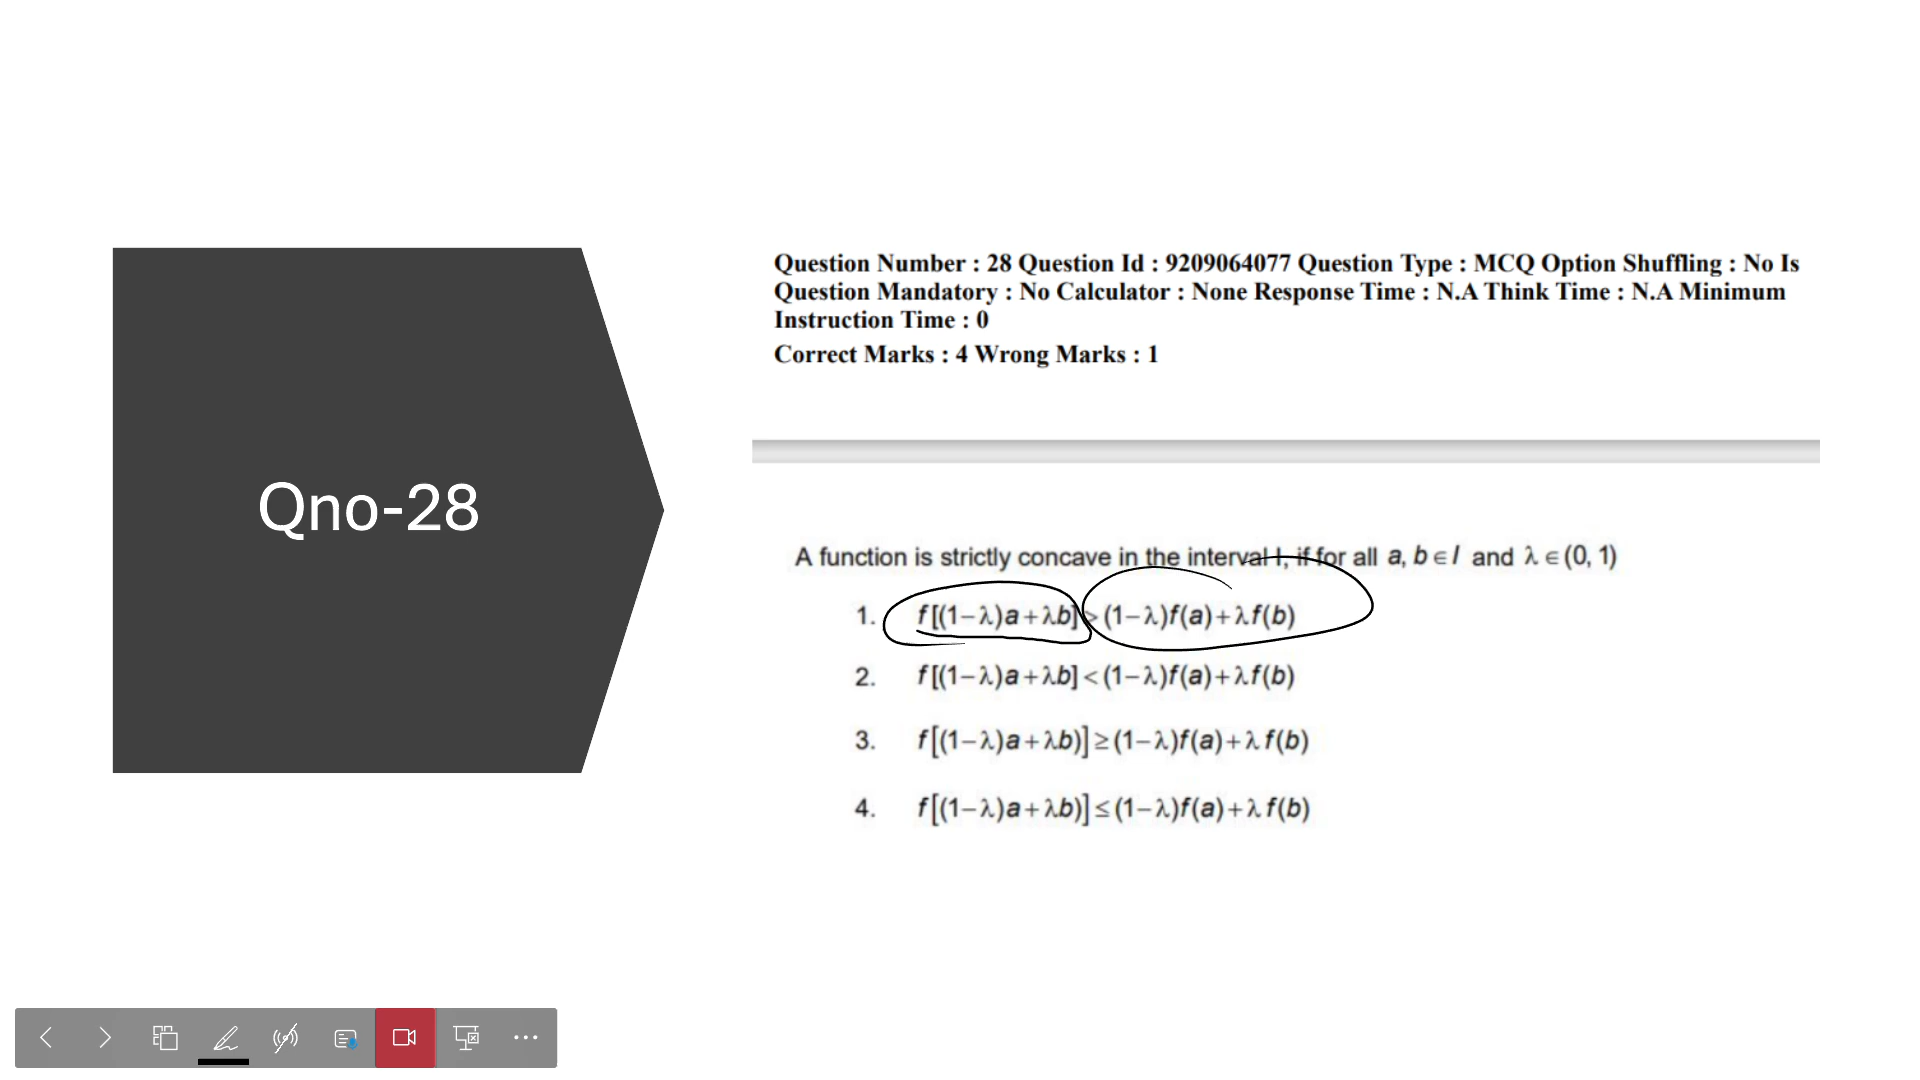 Qno-28
Question Number : 28 Question Id : 9209064077 Question Type : MCQ Option Shuffling : No Is
Question Mandatory : No Calculator : None Response Time : N.A Think Time : N.A Minimum
Instruction Time : 0
Correct Marks : 4 Wrong Marks : 1
A function is strictly concave in the interval I, if for all a, b ∈ I and λ ∈ (0, 1)
1. f[(1−λ)a+λb] > (1−λ)f(a)+λf(b)
2. f[(1−λ)a+λb] < (1−λ)f(a)+λf(b)
3. f[(1−λ)a+λb)] ≥ (1−λ)f(a)+λf(b)
4. f[(1−λ)a+λb)] ≤ (1−λ)f(a)+λf(b)